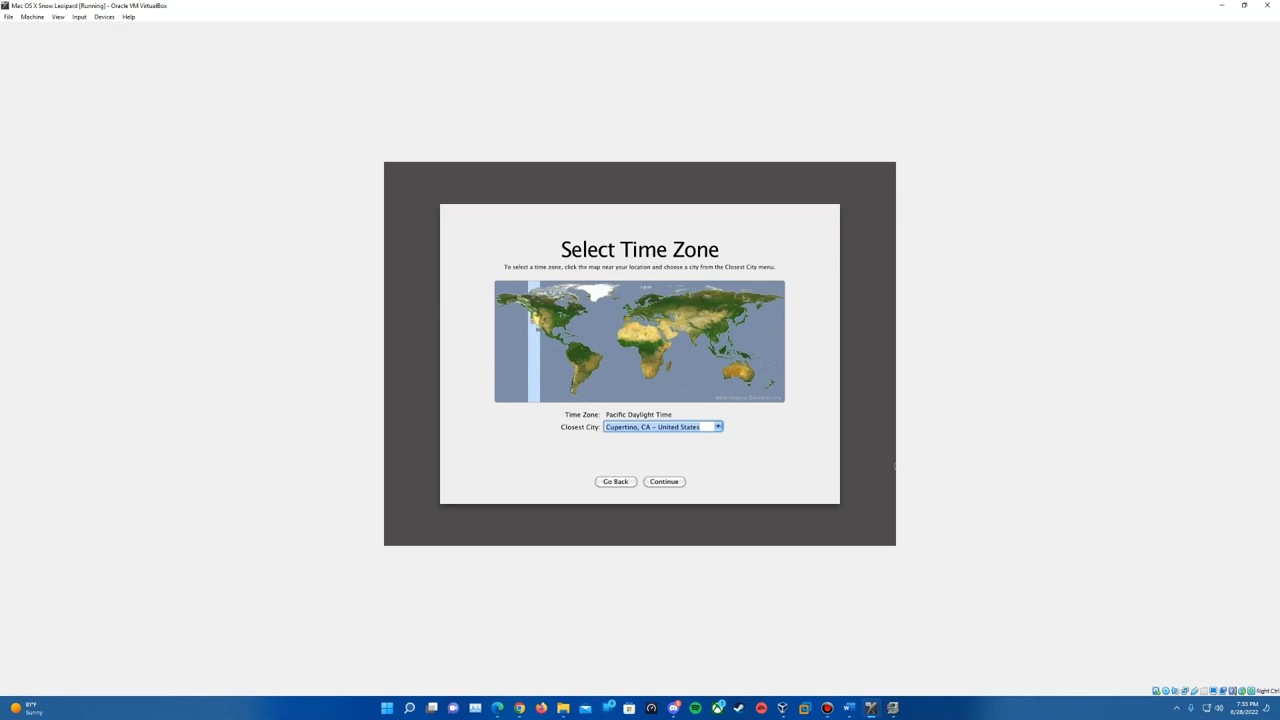 Mac OS X Snow Leoipard [Running] - Oracle VM VirtualBox
File Machine View Input Devices Help
Select Time Zone
To select a time zone, click the map near your location and choose a city from the Closest City menu.
Time Zone: Pacific Daylight Time
Closest City: Cupertino, CA – United States
Go Back Continue
Right Ctrl
81°F
Sunny
7:33 PM
8/28/2022